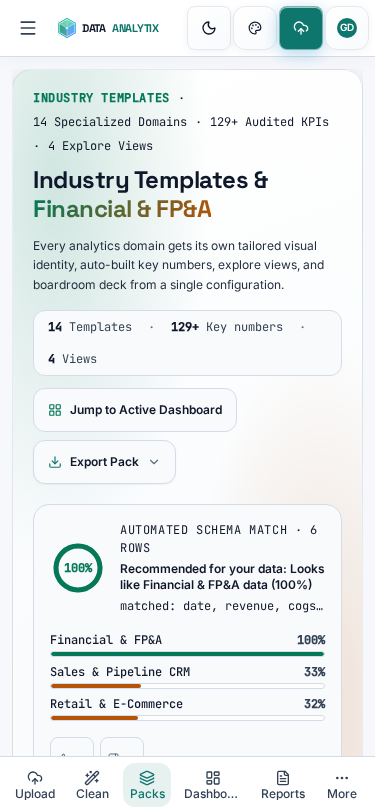 DATA ANALYTIX
GD
INDUSTRY TEMPLATES ·
14 Specialized Domains · 129+ Audited KPIs
· 4 Explore Views
Industry Templates &
Financial & FP&A
Every analytics domain gets its own tailored visual
identity, auto-built key numbers, explore views, and
boardroom deck from a single configuration.
14 Templates · 129+ Key numbers ·
4 Views
Jump to Active Dashboard
Export Pack
AUTOMATED SCHEMA MATCH · 6
ROWS
100%
Recommended for your data: Looks
like Financial & FP&A data (100%)
matched: date, revenue, cogs…
Financial & FP&A 100%
Sales & Pipeline CRM 33%
Retail & E-Commerce 32%
Upload Clean Packs Dashbo... Reports More